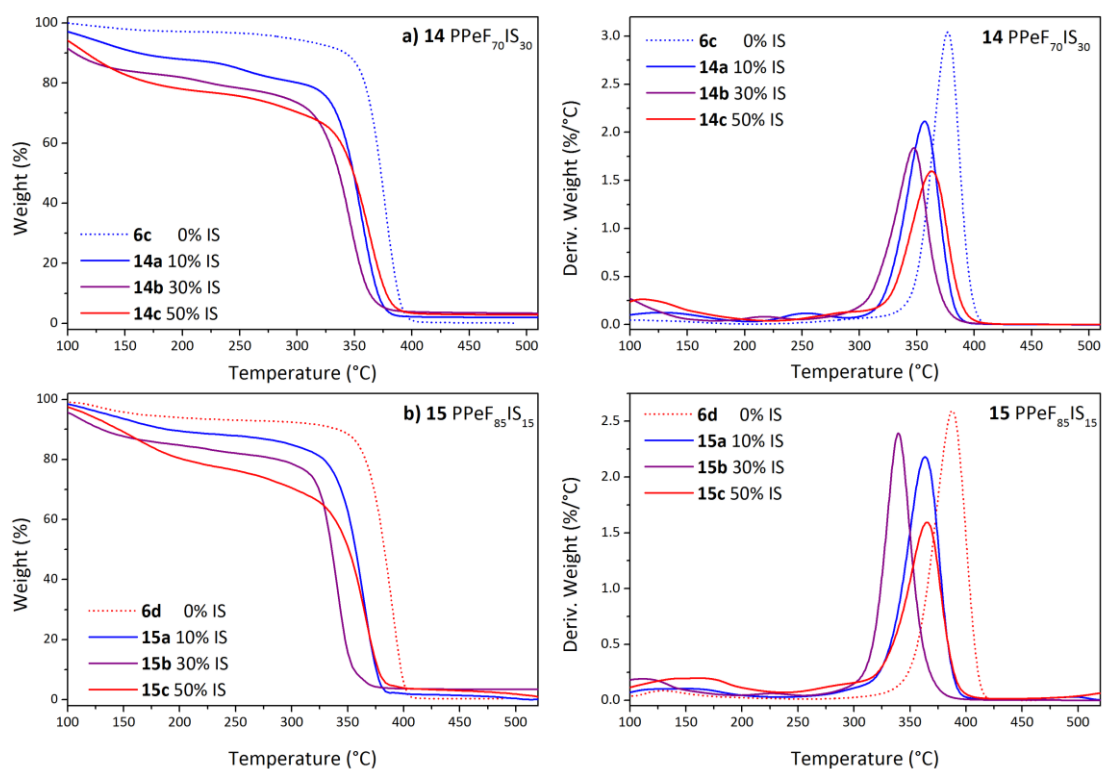 a) 14 PPeF₇₀IS₃₀
Weight (%)
100
80
60
40
20
0
6c 0% IS
14a 10% IS
14b 30% IS
14c 50% IS
100 150 200 250 300 350 400 450 500
Temperature (°C)
14 PPeF₇₀IS₃₀
Deriv. Weight (%/°C)
3.0
2.5
2.0
1.5
1.0
0.5
0.0
6c 0% IS
14a 10% IS
14b 30% IS
14c 50% IS
100 150 200 250 300 350 400 450 500
Temperature (°C)
b) 15 PPeF₈₅IS₁₅
Weight (%)
100
80
60
40
20
0
6d 0% IS
15a 10% IS
15b 30% IS
15c 50% IS
100 150 200 250 300 350 400 450 500
Temperature (°C)
15 PPeF₈₅IS₁₅
Deriv. Weight (%/°C)
2.5
2.0
1.5
1.0
0.5
0.0
6d 0% IS
15a 10% IS
15b 30% IS
15c 50% IS
100 150 200 250 300 350 400 450 500
Temperature (°C)